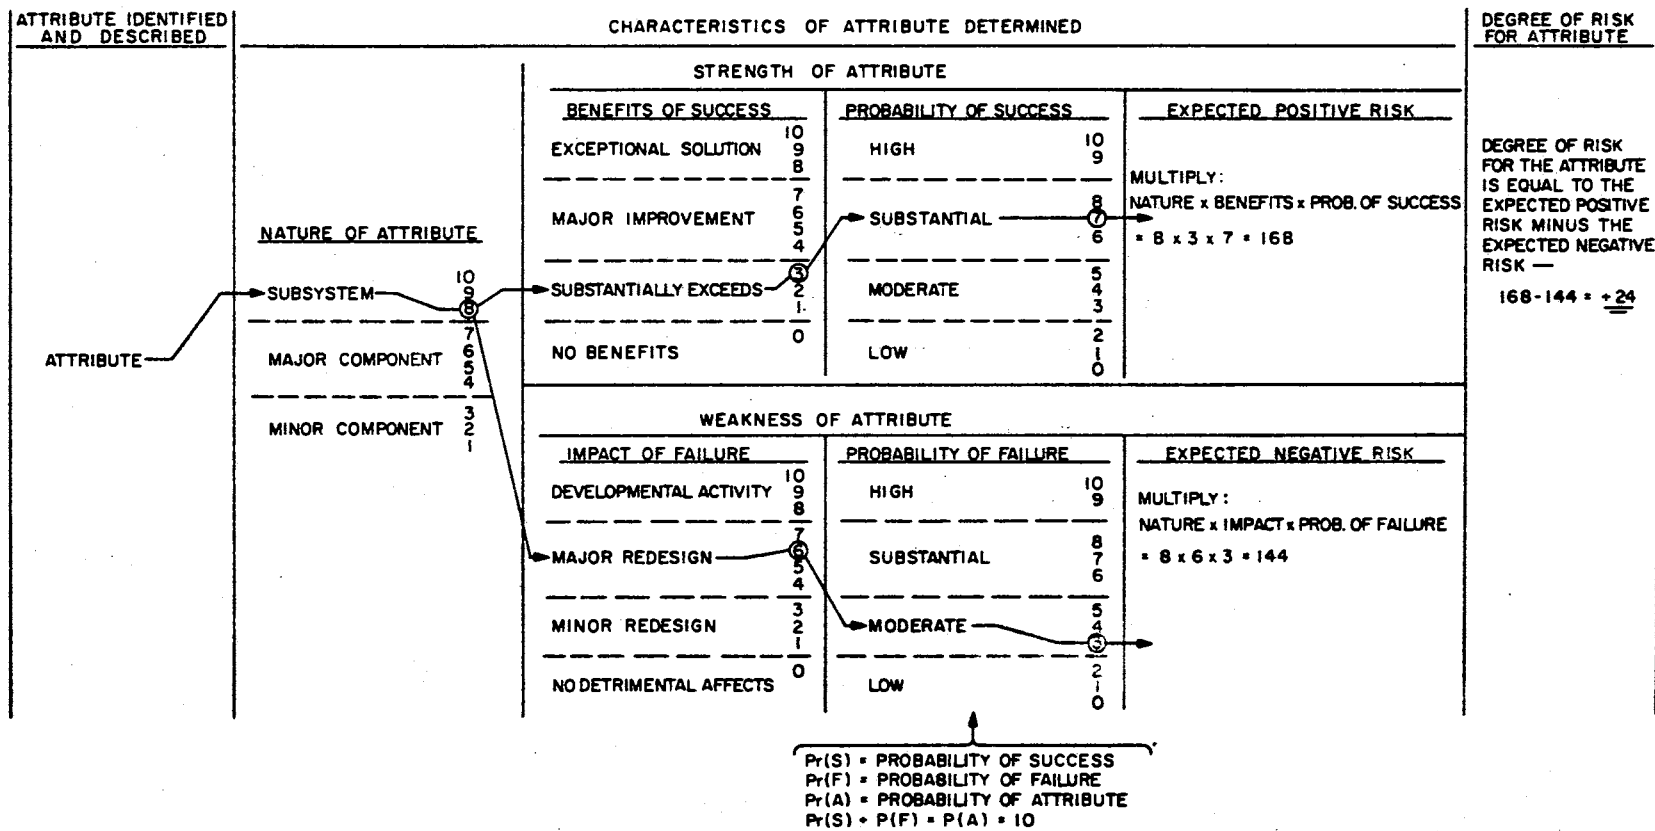 ATTRIBUTE IDENTIFIED
AND DESCRIBED
CHARACTERISTICS OF ATTRIBUTE DETERMINED
DEGREE OF RISK
FOR ATTRIBUTE
STRENGTH OF ATTRIBUTE
BENEFITS OF SUCCESS
PROBABILITY OF SUCCESS
EXPECTED POSITIVE RISK
EXCEPTIONAL SOLUTION
10
9
8
HIGH
10
9
MAJOR IMPROVEMENT
7
6
5
4
SUBSTANTIAL
8
7
6
MULTIPLY:
NATURE x BENEFITS x PROB. OF SUCCESS
= 8 x 3 x 7 = 168
SUBSTANTIALLY EXCEEDS
3
2
1
MODERATE
5
4
3
NO BENEFITS
0
LOW
2
1
0
DEGREE OF RISK
FOR THE ATTRIBUTE
IS EQUAL TO THE
EXPECTED POSITIVE
RISK MINUS THE
EXPECTED NEGATIVE
RISK —
168-144 = +24
NATURE OF ATTRIBUTE
SUBSYSTEM
10
9
8
ATTRIBUTE
MAJOR COMPONENT
7
6
5
4
MINOR COMPONENT
3
2
1
WEAKNESS OF ATTRIBUTE
IMPACT OF FAILURE
PROBABILITY OF FAILURE
EXPECTED NEGATIVE RISK
DEVELOPMENTAL ACTIVITY
10
9
8
HIGH
10
9
MULTIPLY:
NATURE x IMPACT x PROB. OF FAILURE
= 8 x 6 x 3 = 144
MAJOR REDESIGN
7
6
5
4
SUBSTANTIAL
8
7
6
MINOR REDESIGN
3
2
1
MODERATE
5
4
3
NO DETRIMENTAL AFFECTS
0
LOW
2
1
0
Pr(S) = PROBABILITY OF SUCCESS
Pr(F) = PROBABILITY OF FAILURE
Pr(A) = PROBABILITY OF ATTRIBUTE
Pr(S) + P(F) = P(A) = 10